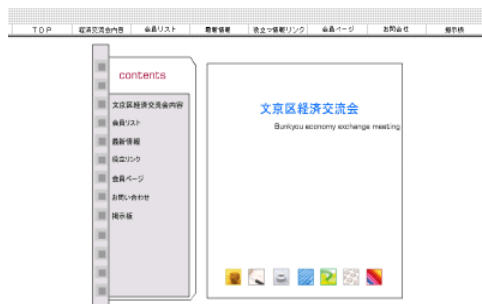 TOP 経済交流会内容 会員リスト 最新情報 役立つ情報リンク 会員ページ お問合せ 掲示板
contents
文京区経済交流会内容
会員リスト
最新情報
役立リンク
会員ページ
お問い合わせ
掲示板
文京区経済交流会
Bunkyou economy exchange meeting